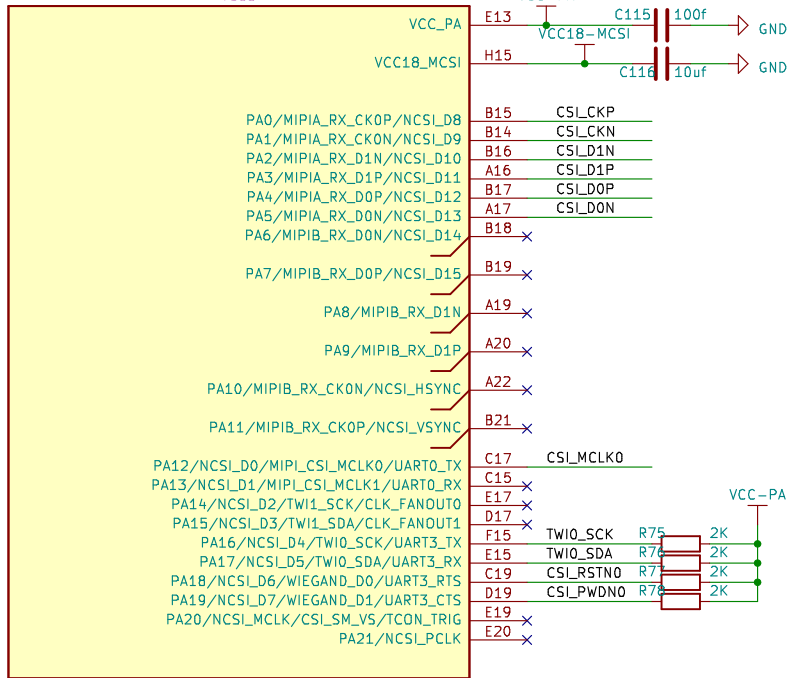 VCC_PA E13 C115 100f GND
VCC18-MCSI
VCC18_MCSI H15 C116 10uf GND
PA0/MIPIA_RX_CK0P/NCSI_D8 B15 CSI_CKP
PA1/MIPIA_RX_CK0N/NCSI_D9 B14 CSI_CKN
PA2/MIPIA_RX_D1N/NCSI_D10 B16 CSI_D1N
PA3/MIPIA_RX_D1P/NCSI_D11 A16 CSI_D1P
PA4/MIPIA_RX_D0P/NCSI_D12 B17 CSI_D0P
PA5/MIPIA_RX_D0N/NCSI_D13 A17 CSI_D0N
PA6/MIPIB_RX_D0N/NCSI_D14 B18
PA7/MIPIB_RX_D0P/NCSI_D15 B19
PA8/MIPIB_RX_D1N A19
PA9/MIPIB_RX_D1P A20
PA10/MIPIB_RX_CK0N/NCSI_HSYNC A22
PA11/MIPIB_RX_CK0P/NCSI_VSYNC B21
PA12/NCSI_D0/MIPI_CSI_MCLK0/UART0_TX C17 CSI_MCLK0
PA13/NCSI_D1/MIPI_CSI_MCLK1/UART0_RX C15
PA14/NCSI_D2/TWI1_SCK/CLK_FANOUT0 E17
VCC-PA
PA15/NCSI_D3/TWI1_SDA/CLK_FANOUT1 D17
PA16/NCSI_D4/TWI0_SCK/UART3_TX F15 TWI0_SCK R75 2K
PA17/NCSI_D5/TWI0_SDA/UART3_RX E15 TWI0_SDA R76 2K
PA18/NCSI_D6/WIEGAND_D0/UART3_RTS C19 CSI_RSTN0 R77 2K
PA19/NCSI_D7/WIEGAND_D1/UART3_CTS D19 CSI_PWDN0 R78 2K
PA20/NCSI_MCLK/CSI_SM_VS/TCON_TRIG E19
PA21/NCSI_PCLK E20